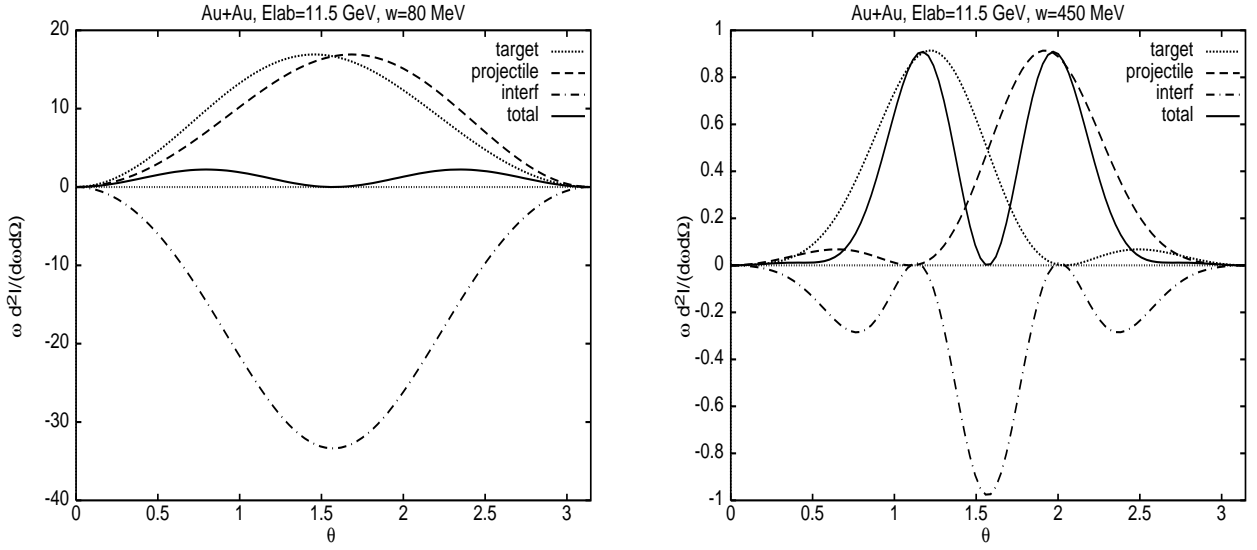 Au+Au, Elab=11.5 GeV, w=80 MeV
20
10
0
-10
-20
-30
-40
ω d²I/(dωdΩ)
target
projectile
interf
total
0 0.5 1 1.5 2 2.5 3
θ
Au+Au, Elab=11.5 GeV, w=450 MeV
1
0.8
0.6
0.4
0.2
0
-0.2
-0.4
-0.6
-0.8
-1
ω d²I/(dωdΩ)
target
projectile
interf
total
0 0.5 1 1.5 2 2.5 3
θ